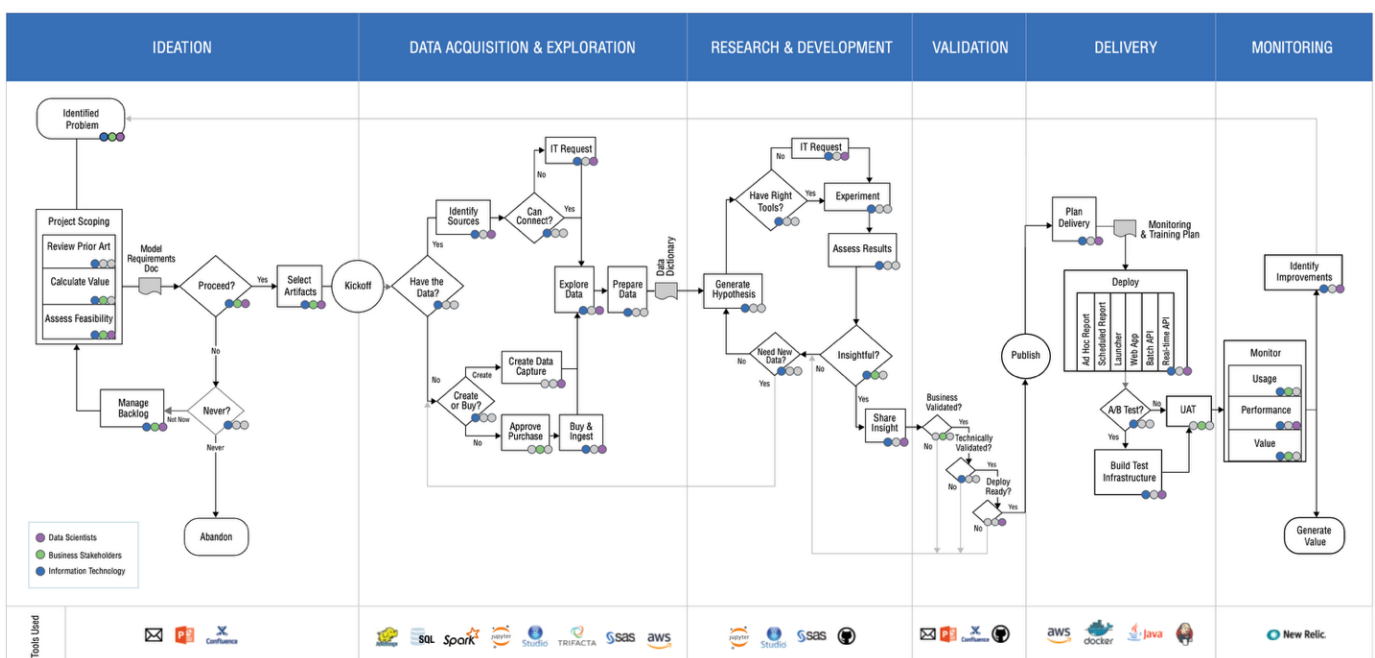 IDEATION
DATA ACQUISITION & EXPLORATION
RESEARCH & DEVELOPMENT
VALIDATION
DELIVERY
MONITORING
Identified
Problem
Project Scoping
Review Prior Art
Calculate Value
Assess Feasibility
Model
Requirements
Doc
Proceed?
Yes
No
Select
Artifacts
Manage
Backlog
Not Now
Never?
Never
Abandon
Kickoff
Have the
Data?
Yes
No
Identify
Sources
Can
Connect?
No
Yes
IT Request
Create
or Buy?
Create
No
Create Data
Capture
Approve
Purchase
Buy &
Ingest
Explore
Data
Prepare
Data
Data
Dictionary
Generate
Hypothesis
Have Right
Tools?
No
Yes
IT Request
Experiment
Assess Results
Insightful?
No
Yes
Need New
Data?
No
Yes
Share
Insight
Business
Validated?
Yes
No
Technically
Validated?
Yes
No
Deploy
Ready?
Yes
No
Publish
Plan
Delivery
Monitoring
& Training Plan
Deploy
Ad Hoc Report
Scheduled Report
Launcher
Web App
Batch API
Real-time API
A/B Test?
No
Yes
UAT
Build Test
Infrastructure
Monitor
Usage
Performance
Value
Identify
Improvements
Generate
Value
Data Scientists
Business Stakeholders
Information Technology
Tools Used
Confluence
SQL
Spark
jupyter
Studio
TRIFACTA
sas
aws
jupyter
Studio
sas
Confluence
aws
docker
Java
New Relic.